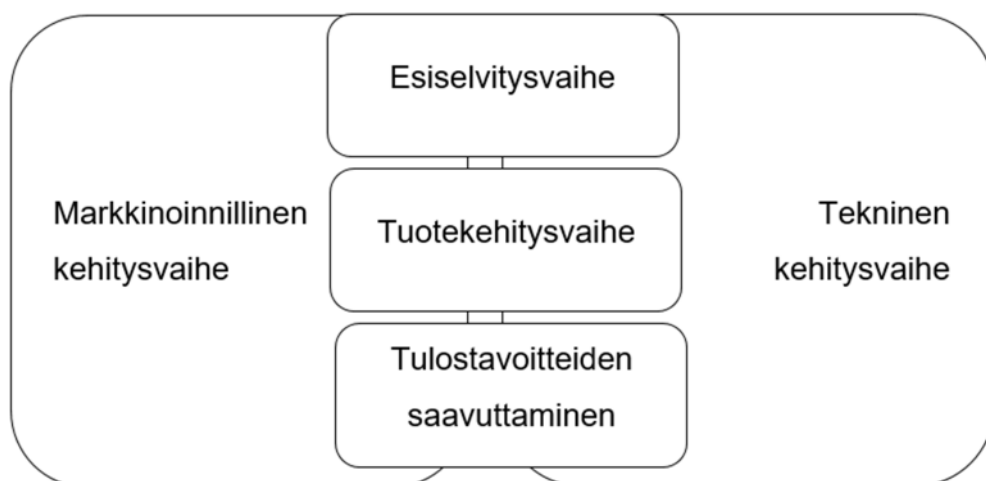 Esiselvitysvaihe
Markkinoinnillinen
kehitysvaihe
Tuotekehitysvaihe
Tekninen
kehitysvaihe
Tulostavoitteiden
saavuttaminen